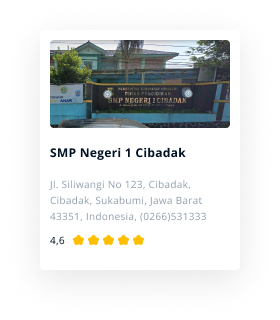 SMP NEGERI 1 CIBADAK
SMP Negeri 1 Cibadak
Jl. Siliwangi No 123, Cibadak,
Cibadak, Sukabumi, Jawa Barat
43351, Indonesia, (0266)531333
4,6